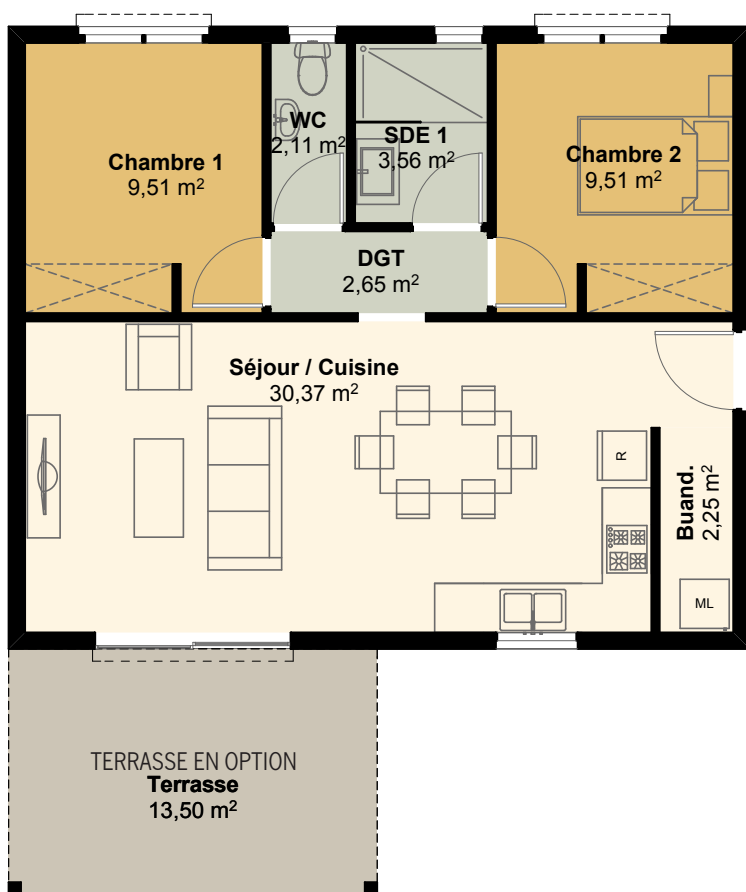 WC
2,11 m²
SDE 1
3,56 m²
Chambre 1
9,51 m²
Chambre 2
9,51 m²
DGT
2,65 m²
Séjour / Cuisine
30,37 m²
R
Buand.
2,25 m²
ML
TERRASSE EN OPTION
Terrasse
13,50 m²